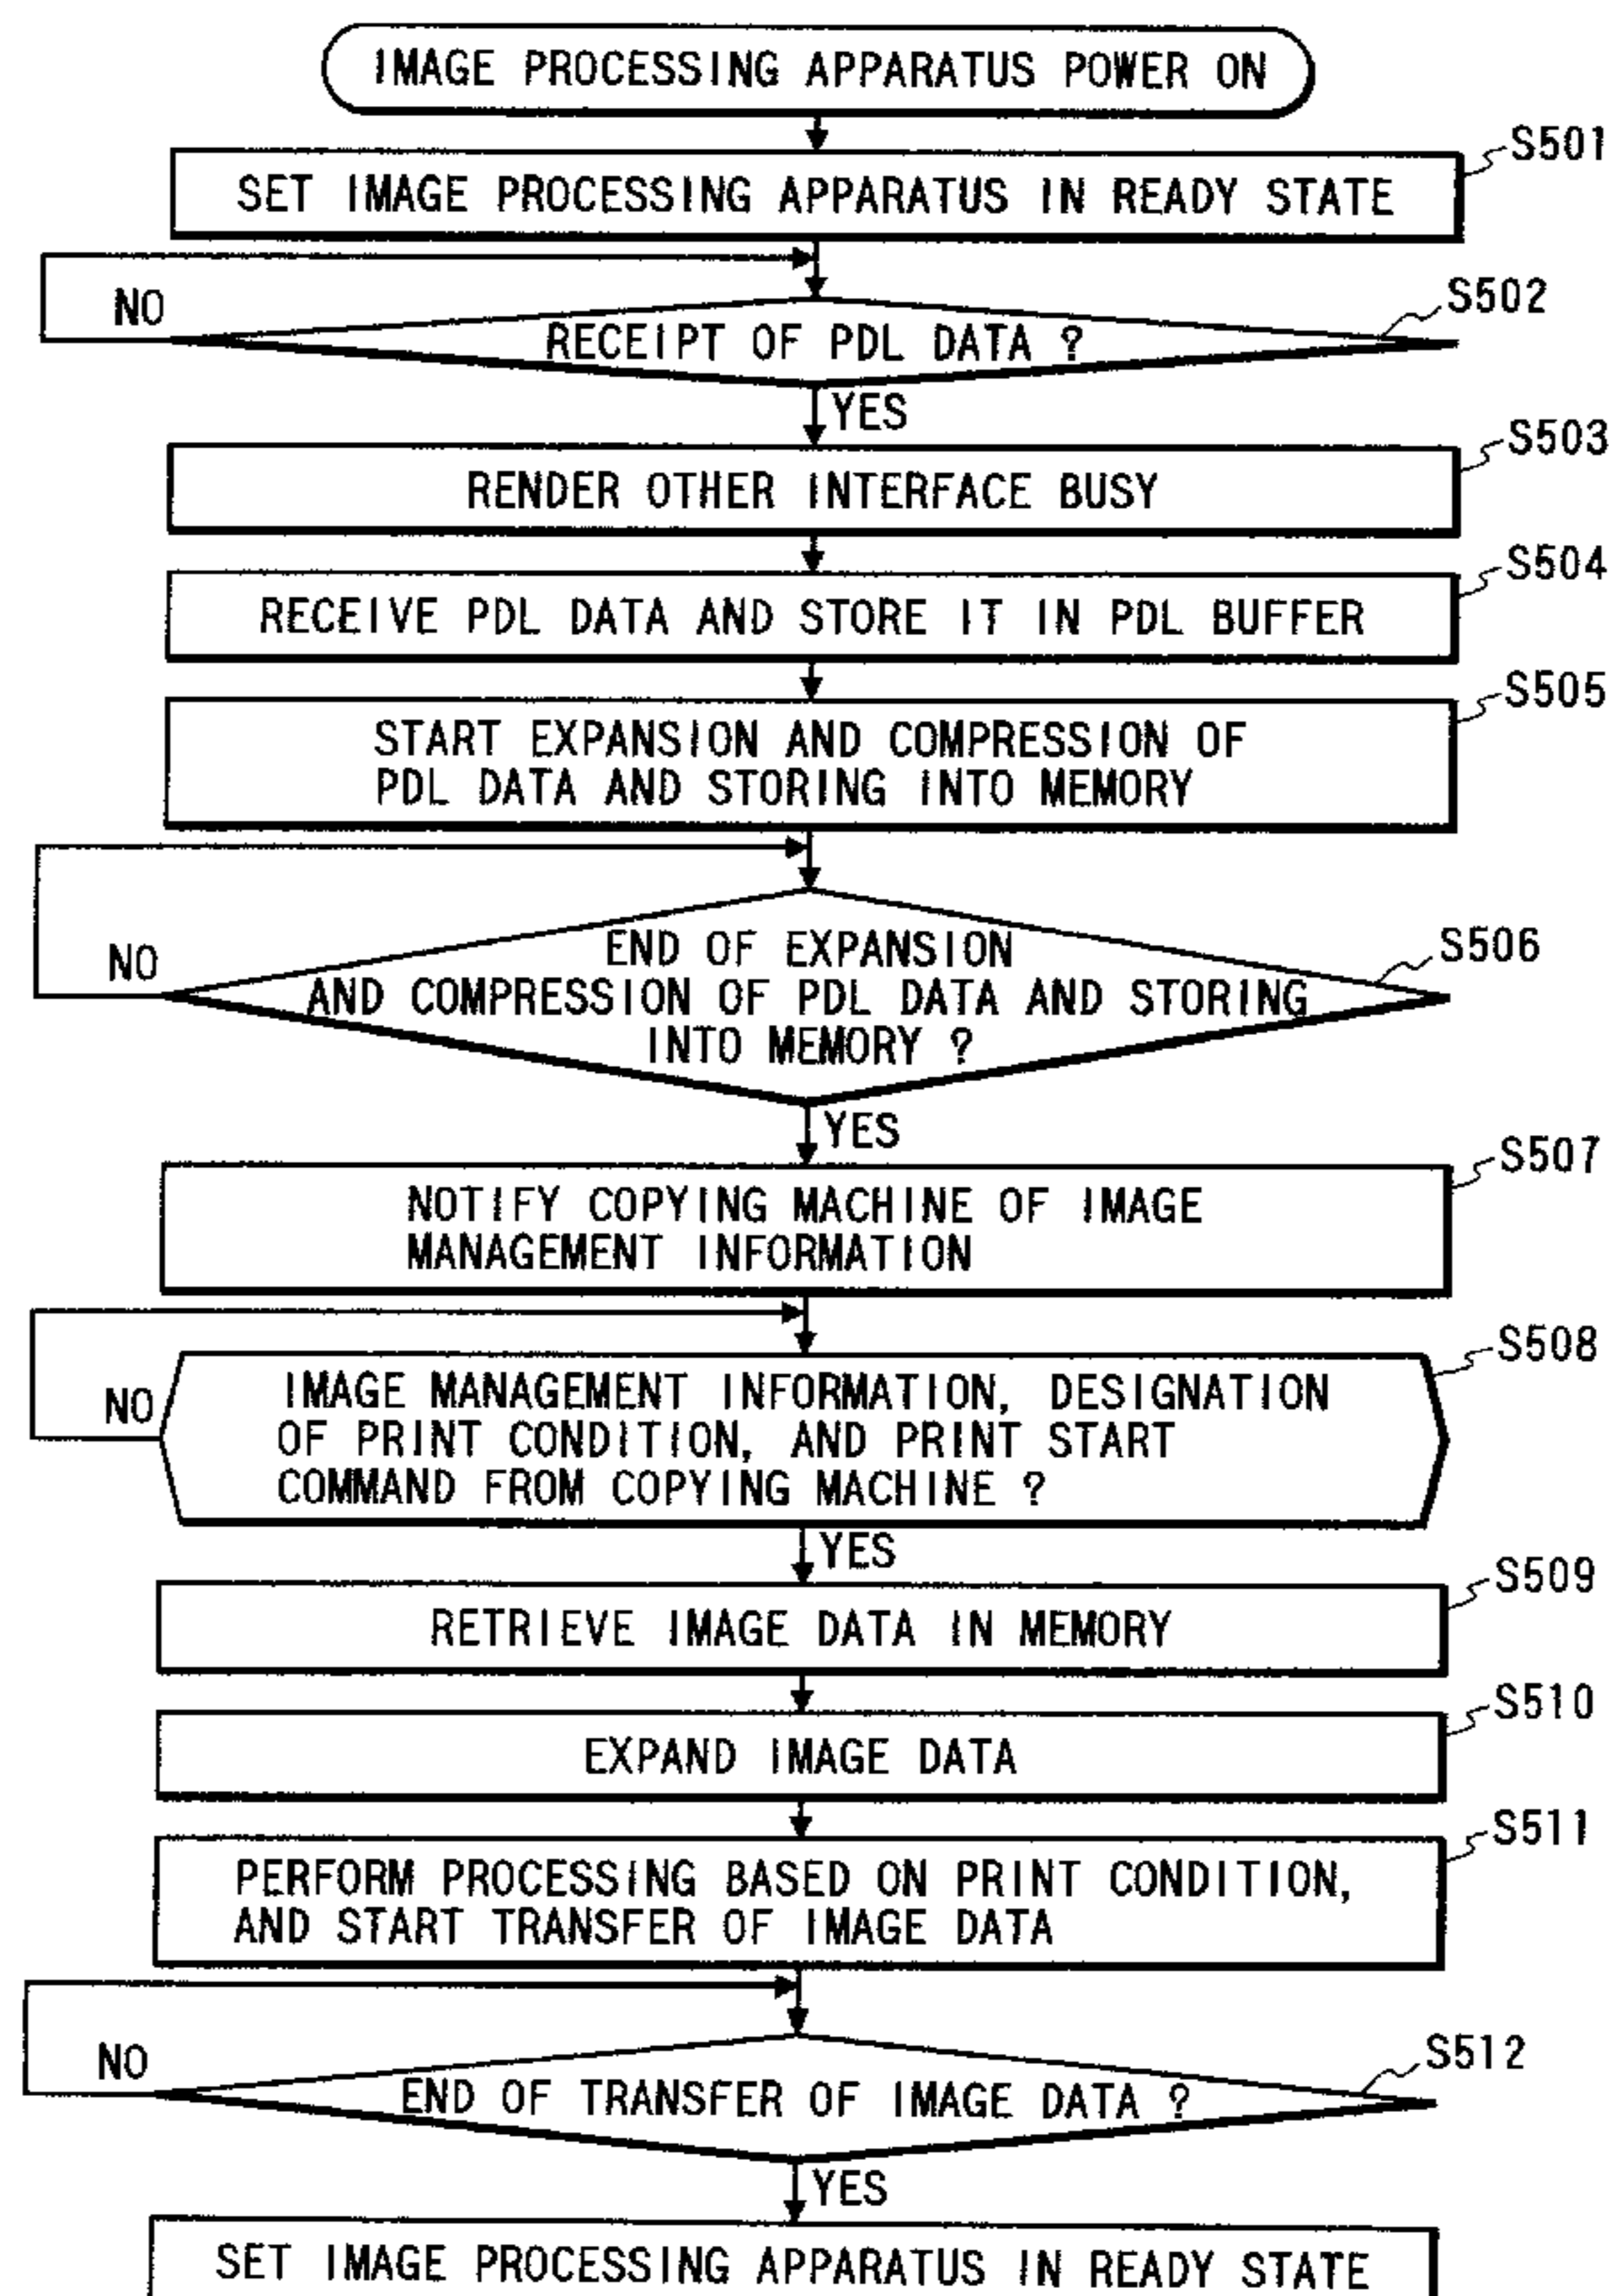 IMAGE PROCESSING APPARATUS POWER ON
S501
SET IMAGE PROCESSING APPARATUS IN READY STATE
NO
S502
RECEIPT OF PDL DATA ?
YES
S503
RENDER OTHER INTERFACE BUSY
S504
RECEIVE PDL DATA AND STORE IT IN PDL BUFFER
S505
START EXPANSION AND COMPRESSION OF
PDL DATA AND STORING INTO MEMORY
NO
S506
END OF EXPANSION
AND COMPRESSION OF PDL DATA AND STORING
INTO MEMORY ?
YES
S507
NOTIFY COPYING MACHINE OF IMAGE
MANAGEMENT INFORMATION
S508
NO
IMAGE MANAGEMENT INFORMATION, DESIGNATION
OF PRINT CONDITION, AND PRINT START
COMMAND FROM COPYING MACHINE ?
YES
S509
RETRIEVE IMAGE DATA IN MEMORY
S510
EXPAND IMAGE DATA
S511
PERFORM PROCESSING BASED ON PRINT CONDITION,
AND START TRANSFER OF IMAGE DATA
NO
S512
END OF TRANSFER OF IMAGE DATA ?
YES
SET IMAGE PROCESSING APPARATUS IN READY STATE